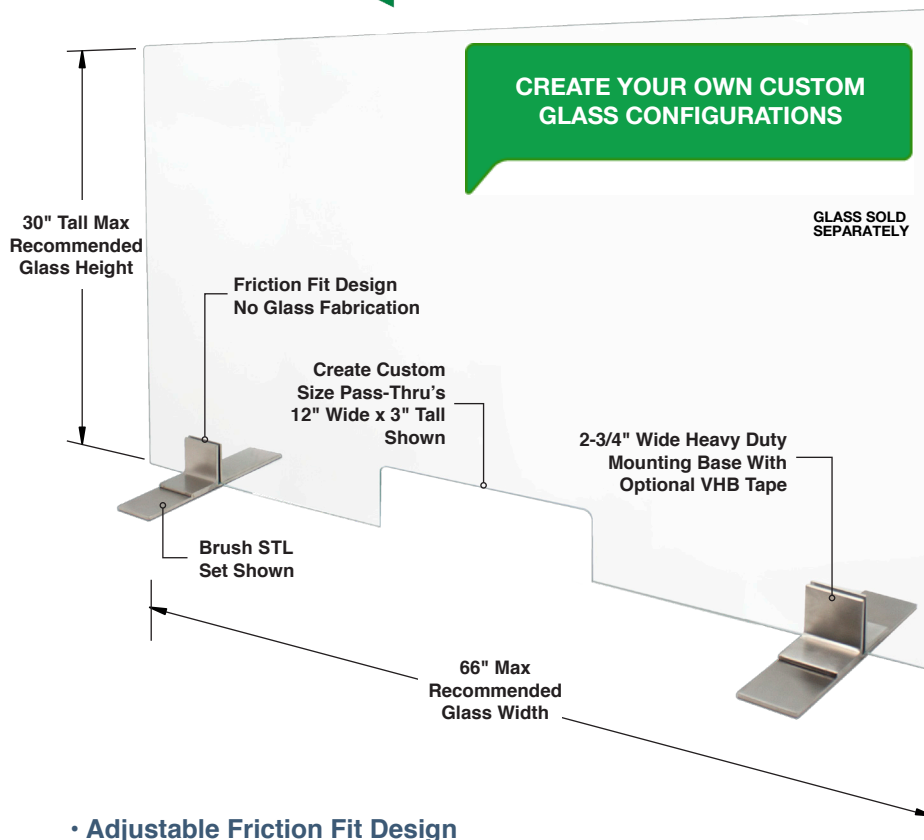 CREATE YOUR OWN CUSTOM
GLASS CONFIGURATIONS
GLASS SOLD
SEPARATELY
30" Tall Max
Recommended
Glass Height
Friction Fit Design
No Glass Fabrication
Create Custom
Size Pass-Thru's
12" Wide x 3" Tall
Shown
2-3/4" Wide Heavy Duty
Mounting Base With
Optional VHB Tape
Brush STL
Set Shown
66" Max
Recommended
Glass Width
• Adjustable Friction Fit Design